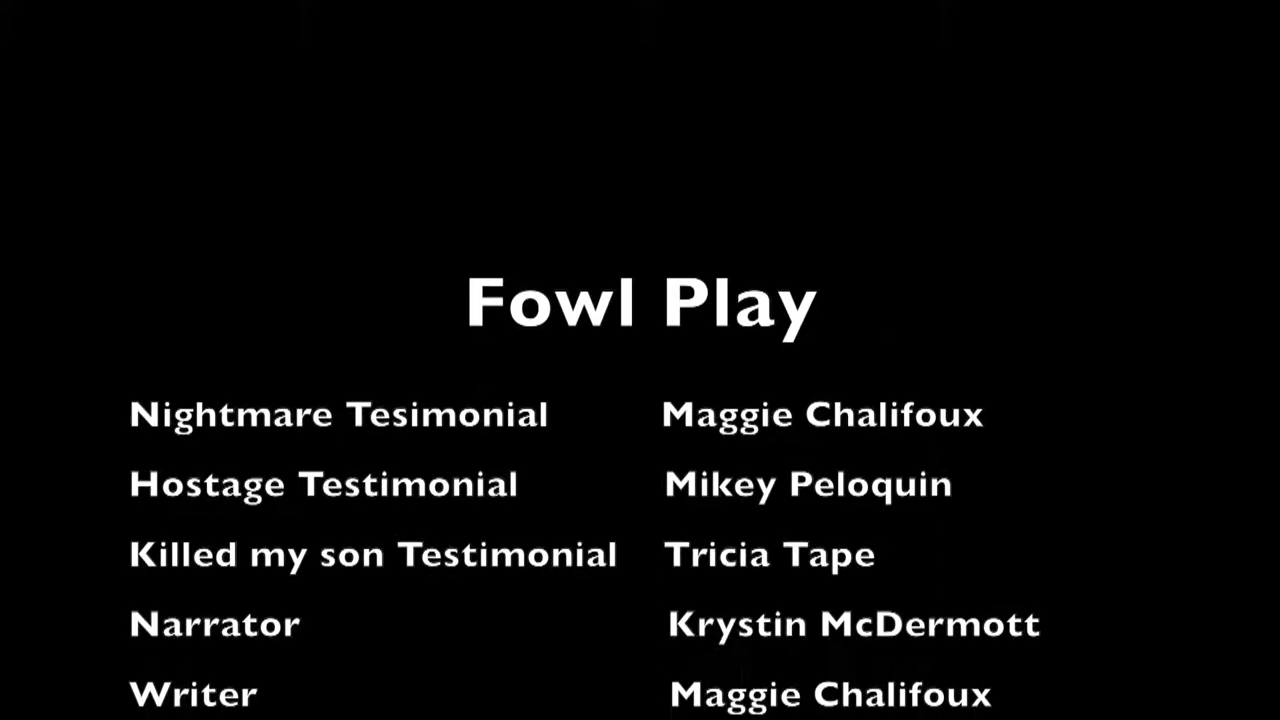 Fowl Play
Nightmare Tesimonial Maggie Chalifoux
Hostage Testimonial Mikey Peloquin
Killed my son Testimonial Tricia Tape
Narrator Krystin McDermott
Writer Maggie Chalifoux